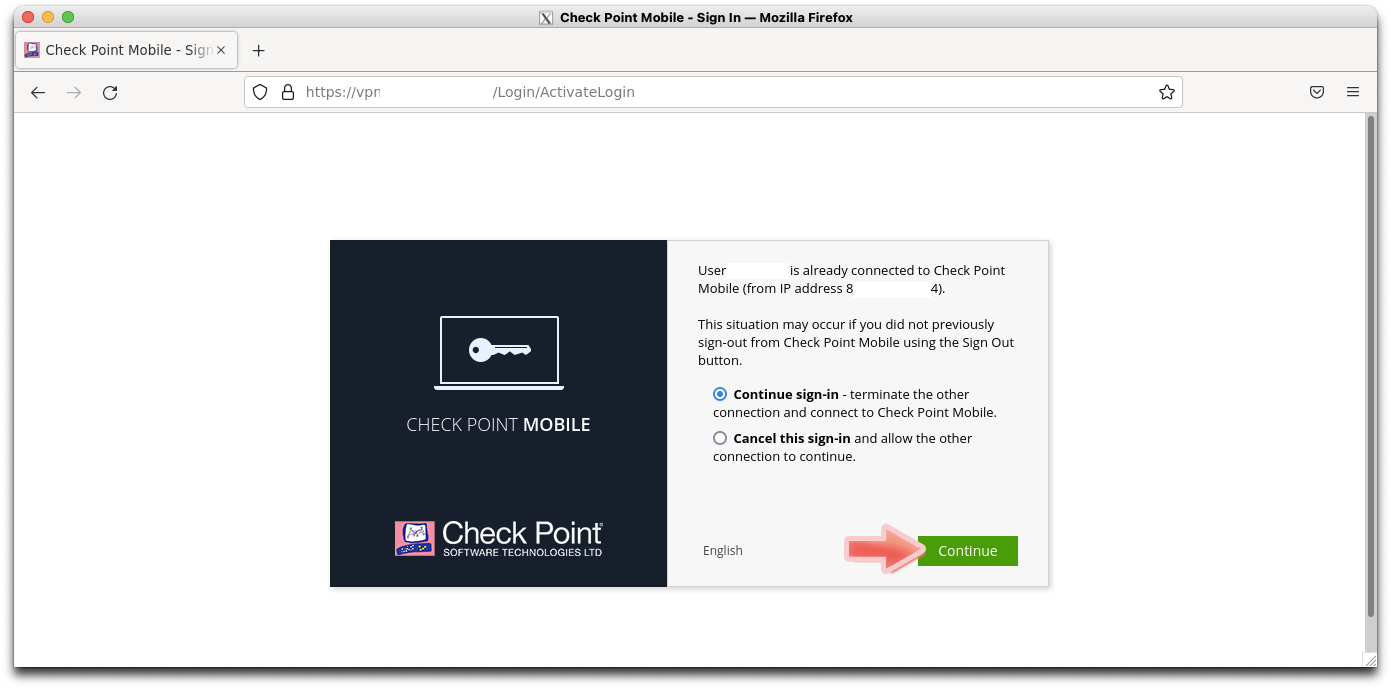 Check Point Mobile - Sign In — Mozilla Firefox
Check Point Mobile - Sign
https://vpn /Login/ActivateLogin
CHECK POINT MOBILE
Check Point
SOFTWARE TECHNOLOGIES LTD
User is already connected to Check Point
Mobile (from IP address 8 4).
This situation may occur if you did not previously
sign-out from Check Point Mobile using the Sign Out
button.
Continue sign-in - terminate the other
connection and connect to Check Point Mobile.
Cancel this sign-in and allow the other
connection to continue.
English
Continue